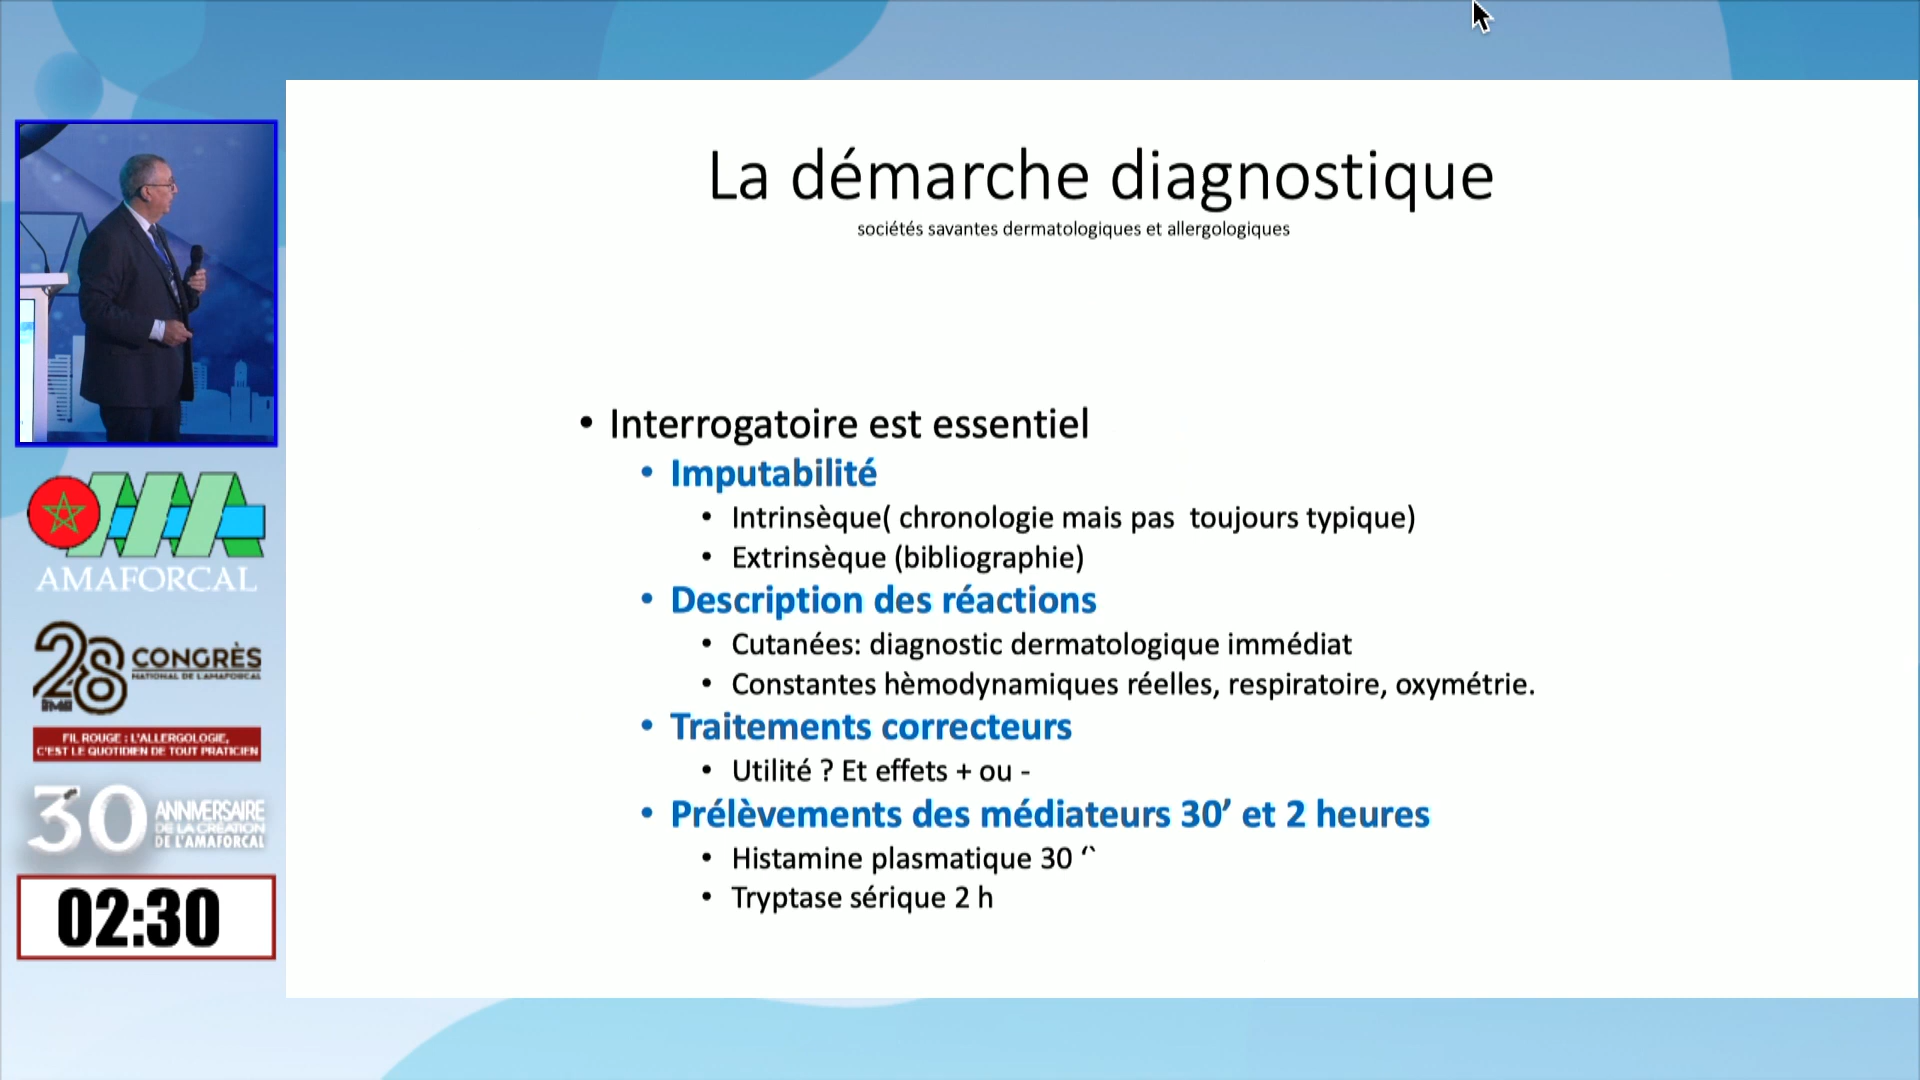 La démarche diagnostique
sociétés savantes dermatologiques et allergologiques
• Interrogatoire est essentiel
• Imputabilité
• Intrinsèque( chronologie mais pas  toujours typique)
• Extrinsèque (bibliographie)
• Description des réactions
• Cutanées: diagnostic dermatologique immédiat
• Constantes hèmodynamiques réelles, respiratoire, oxymétrie.
• Traitements correcteurs
• Utilité ? Et effets + ou -
• Prélèvements des médiateurs 30’ et 2 heures
• Histamine plasmatique 30 ‘`
• Tryptase sérique 2 h
AMAFORCAL
28 CONGRÈS
NATIONAL DE L'AMAFORCAL
FIL ROUGE : L'ALLERGOLOGIE,
C'EST LE QUOTIDIEN DE TOUT PRATICIEN
30 ANNIVERSAIRE
DE LA CRÉATION
DE L'AMAFORCAL
02:30